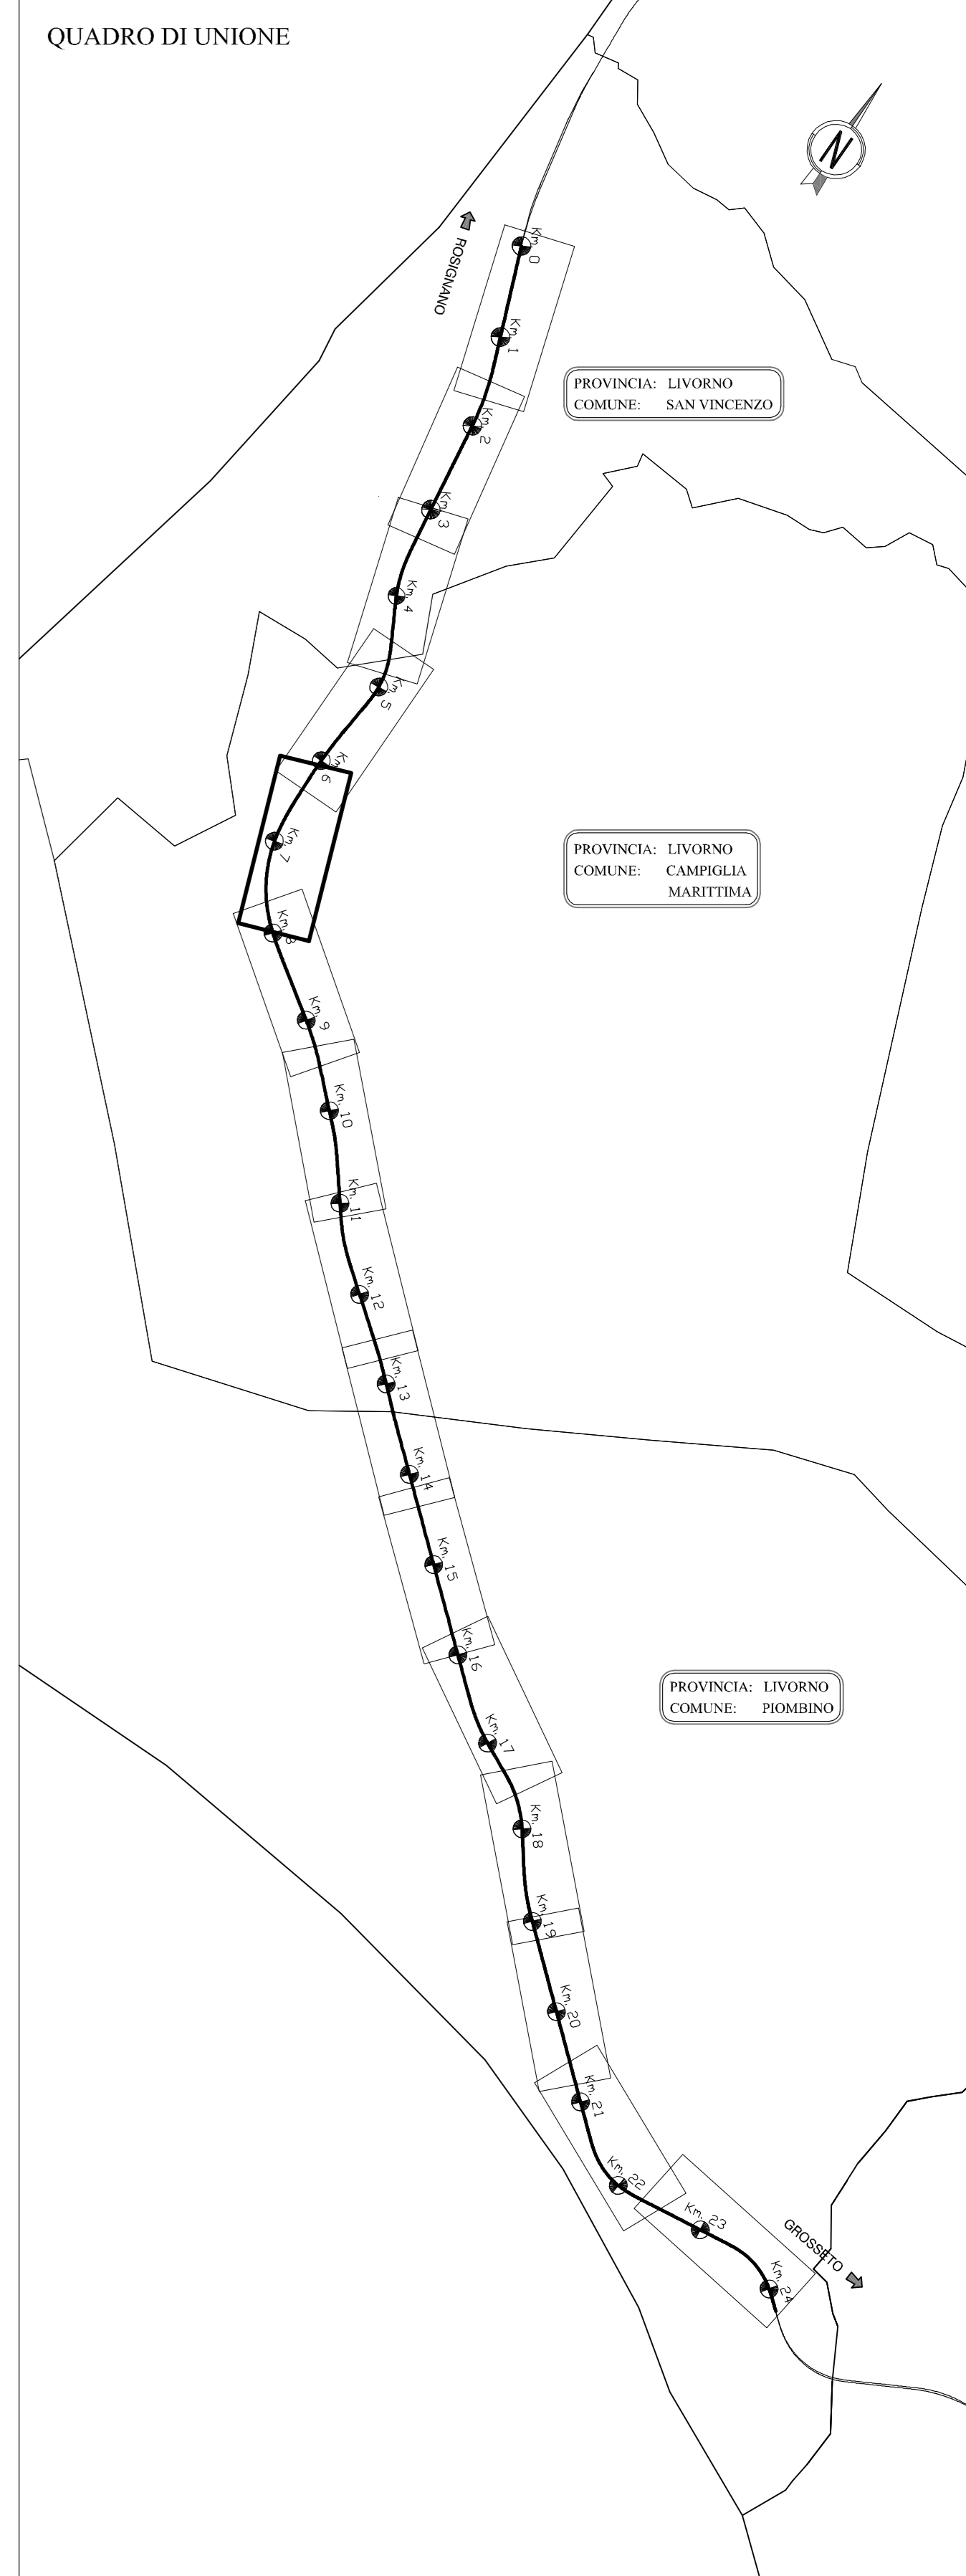 QUADRO DI UNIONE
N
ROSIGNANO
Km. 0
Km. 1
PROVINCIA: LIVORNO
COMUNE: SAN VINCENZO
Km. 2
Km. 3
Km. 4
Km. 5
Km. 6
Km. 7
PROVINCIA: LIVORNO
COMUNE: CAMPIGLIA
MARITTIMA
Km. 8
Km. 9
Km. 10
Km. 11
Km. 12
Km. 13
Km. 14
Km. 15
Km. 16
PROVINCIA: LIVORNO
COMUNE: PIOMBINO
Km. 17
Km. 18
Km. 19
Km. 20
Km. 21
Km. 22
Km. 23
GROSSETO
Km. 24